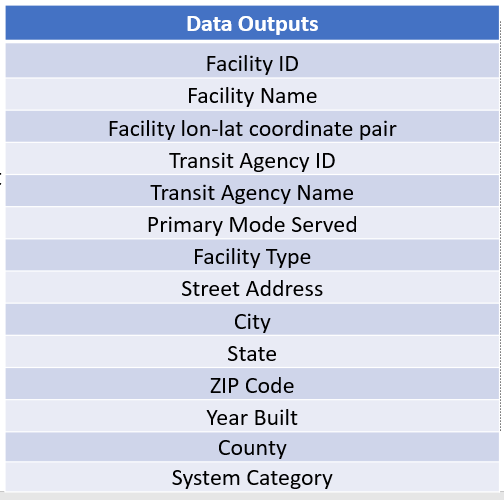 Data Outputs
Facility ID
Facility Name
Facility lon-lat coordinate pair
Transit Agency ID
Transit Agency Name
Primary Mode Served
Facility Type
Street Address
City
State
ZIP Code
Year Built
County
System Category